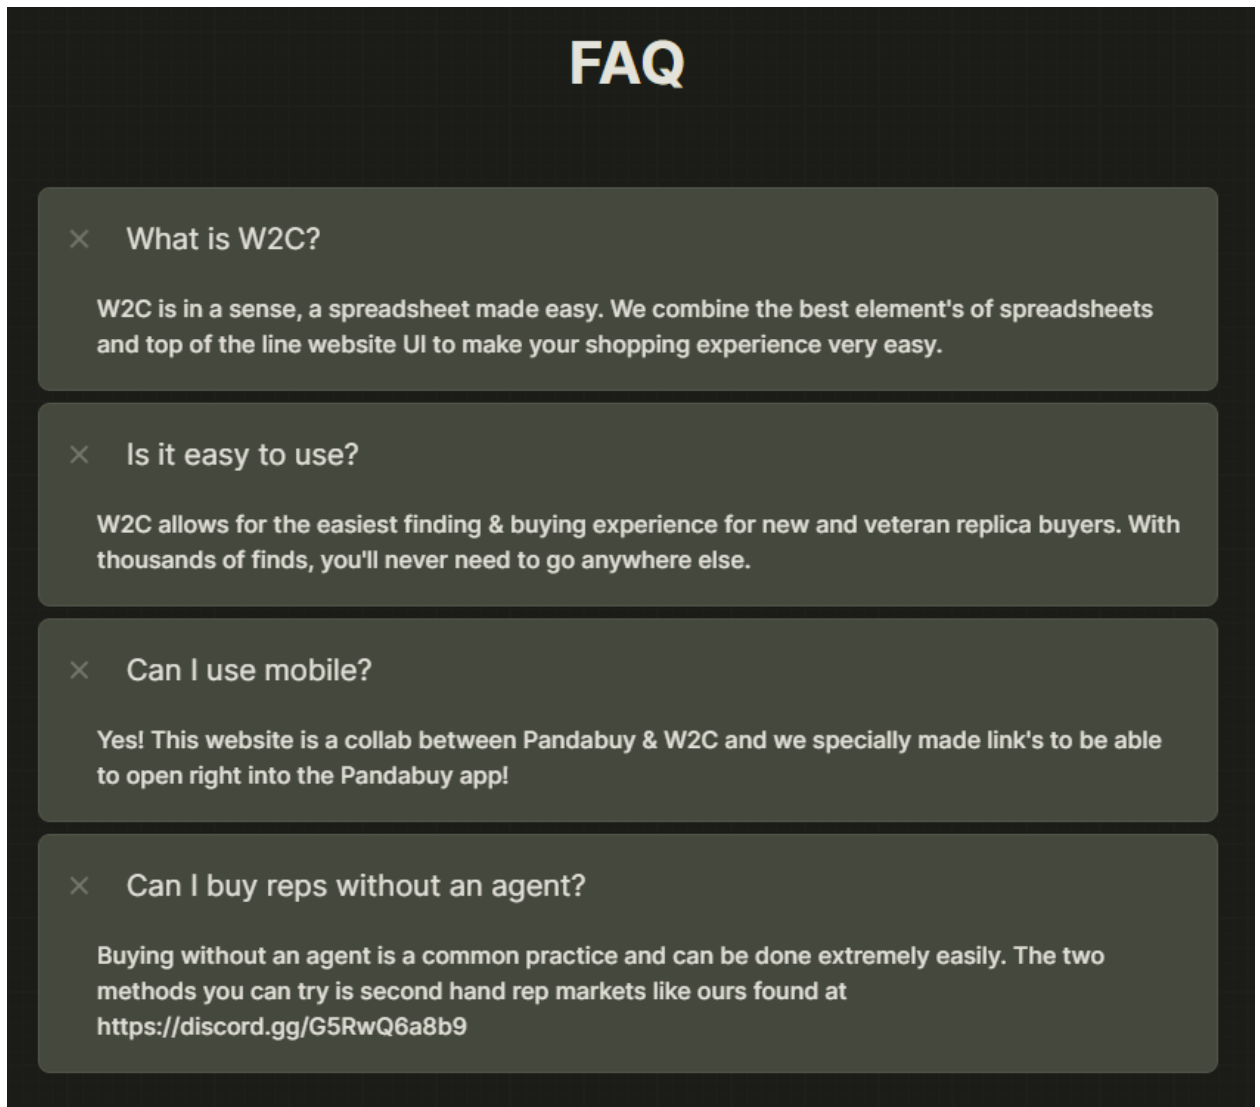 FAQ
What is W2C?
W2C is in a sense, a spreadsheet made easy. We combine the best element's of spreadsheets
and top of the line website UI to make your shopping experience very easy.
Is it easy to use?
W2C allows for the easiest finding & buying experience for new and veteran replica buyers. With
thousands of finds, you'll never need to go anywhere else.
Can I use mobile?
Yes! This website is a collab between Pandabuy & W2C and we specially made link's to be able
to open right into the Pandabuy app!
Can I buy reps without an agent?
Buying without an agent is a common practice and can be done extremely easily. The two
methods you can try is second hand rep markets like ours found at
https://discord.gg/G5RwQ6a8b9